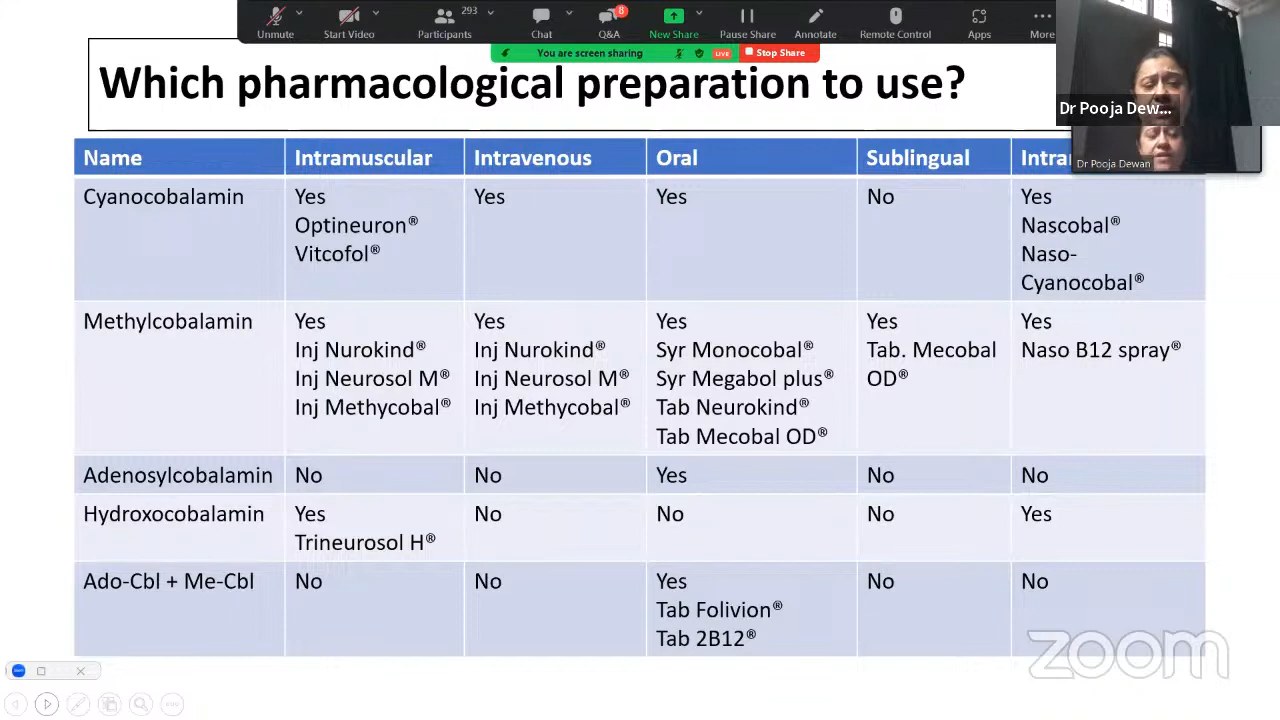 293
8
Unmute
Start Video
Participants
Chat
Q&A
New Share
Pause Share
Annotate
Remote Control
Apps
More
You are screen sharing
LIVE
Stop Share
Dr Pooja Dew...
Dr Pooja Dewan
Which pharmacological preparation to use?
Name Intramuscular Intravenous Oral Sublingual
Cyanocobalamin Yes Yes Yes No Yes
Optineuron® Nascobal®
Vitcofol® Naso-
Cyanocobal®
Methylcobalamin Yes Yes Yes Yes Yes
Inj Nurokind® Inj Nurokind® Syr Monocobal® Tab. Mecobal Naso B12 spray®
Inj Neurosol M® Inj Neurosol M® Syr Megabol plus® OD®
Inj Methycobal® Inj Methycobal® Tab Neurokind®
Tab Mecobal OD®
Adenosylcobalamin No No Yes No No
Hydroxocobalamin Yes No No No Yes
Trineurosol H®
Ado-Cbl + Me-Cbl No No Yes No No
Tab Folivion®
Tab 2B12®
zoom